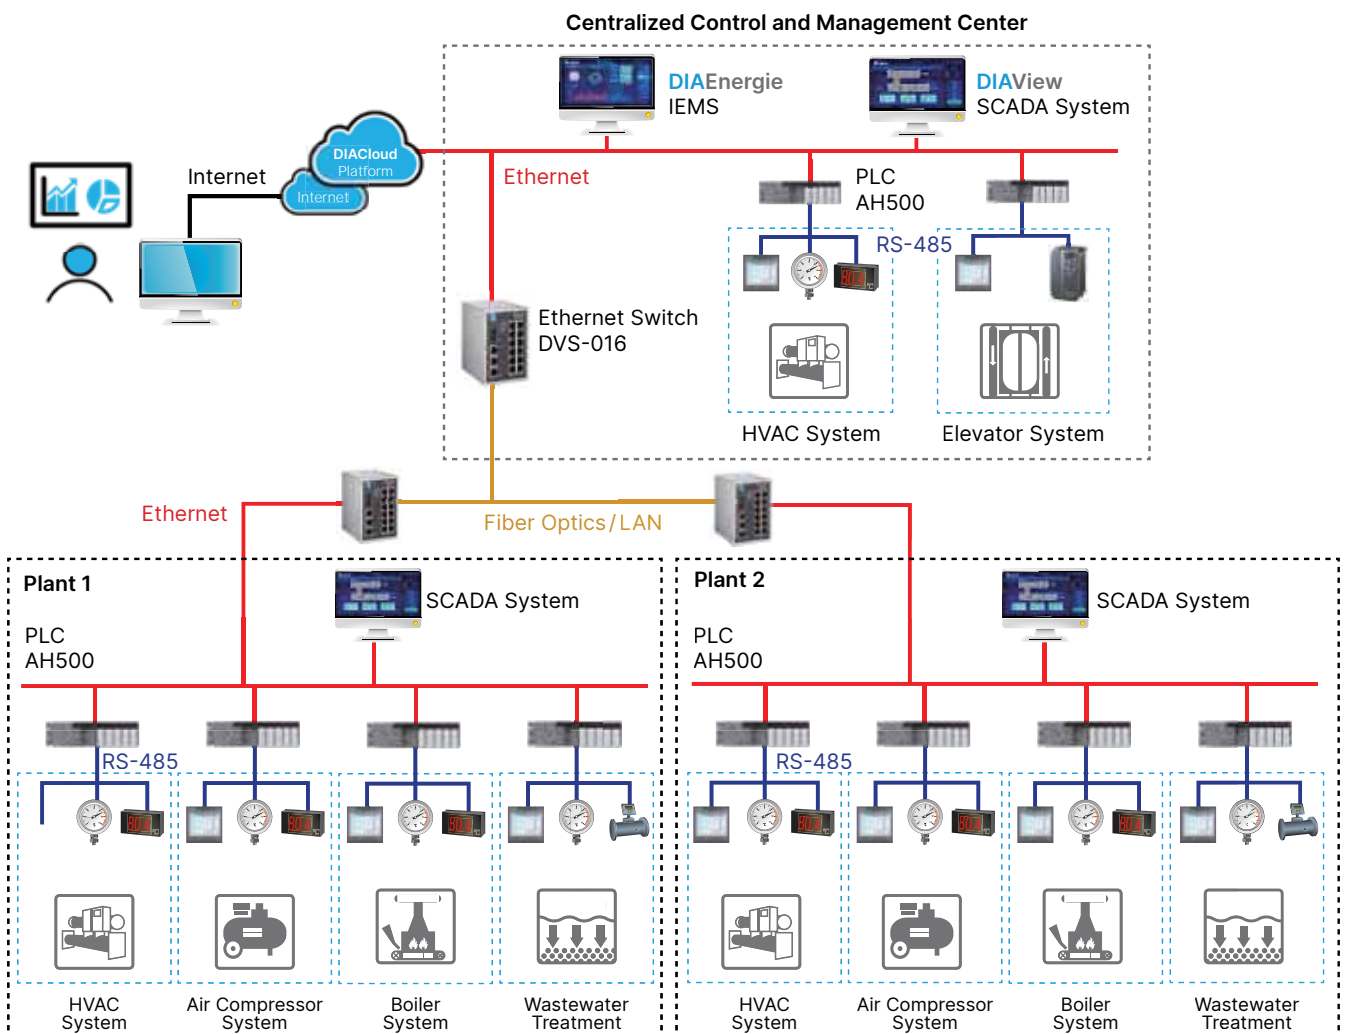 Centralized Control and Management Center
DIAEnergie
IEMS
DIAView
SCADA System
DIACloud
Platform
Internet
Internet
Ethernet
PLC
AH500
RS-485
Ethernet Switch
DVS-016
HVAC System
Elevator System
Ethernet
Fiber Optics/LAN
Plant 1
SCADA System
PLC
AH500
RS-485
HVAC
System
Air Compressor
System
Boiler
System
Wastewater
Treatment
Plant 2
SCADA System
PLC
AH500
RS-485
HVAC
System
Air Compressor
System
Boiler
System
Wastewater
Treatment